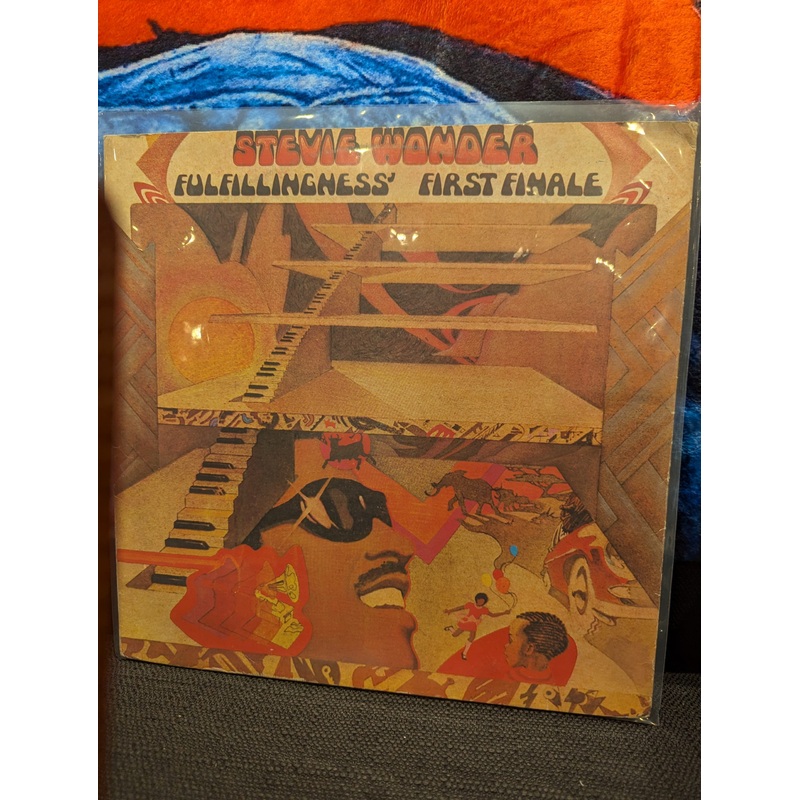 STEVIE WONDER
FULFILLINGNESS' FIRST FINALE